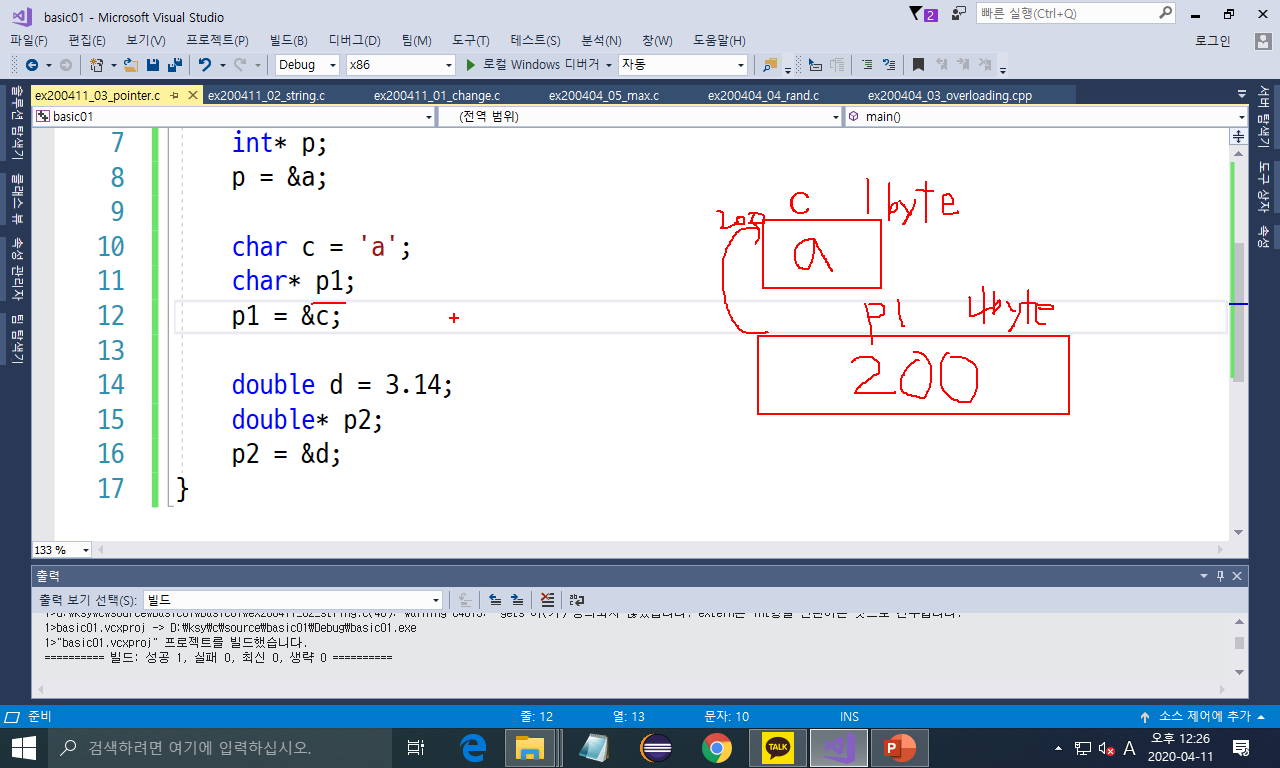 basic01 - Microsoft Visual Studio
2
빠른 실행(Ctrl+Q)
파일(F) 편집(E) 보기(V) 프로젝트(P) 빌드(B) 디버그(D) 팀(M) 도구(T) 테스트(S) 분석(N) 창(W) 도움말(H) 로그인
Debug x86 로컬 Windows 디버거 자동
ex200411_03_pointer.c ex200411_02_string.c ex200411_01_change.c ex200404_05_max.c ex200404_04_rand.c ex200404_03_overloading.cpp
basic01 (전역 범위) main()
솔루션 탐색기
클래스 뷰
속성 관리자
팀 탐색기
서버 탐색기
도구 상자
속성
7 int* p;
8 p = &a;
9
10 char c = 'a';
11 char* p1;
12 p1 = &c;
13
14 double d = 3.14;
15 double* p2;
16 p2 = &d;
17 }
c 1byte
200
a
p1 4byte
200
133 %
출력
출력 보기 선택(S): 빌드
1>basic01.vcxproj -> D:\ksy\c\source\basic01\Debug\basic01.exe
1>"basic01.vcxproj" 프로젝트를 빌드했습니다.
========== 빌드: 성공 1, 실패 0, 최신 0, 생략 0 ==========
준비 줄: 12 열: 13 문자: 10 INS 소스 제어에 추가
검색하려면 여기에 입력하십시오.
TALK
A 오후 12:26
2020-04-11